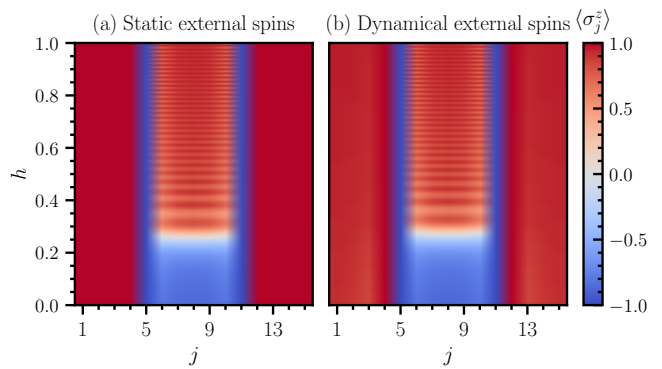 (a) Static external spins
(b) Dynamical external spins
⟨σ_j^z⟩
1.0
0.8
0.6
0.4
0.2
0.0
h
1 5 9 13
j
1 5 9 13
j
1.0
0.5
0.0
−0.5
−1.0